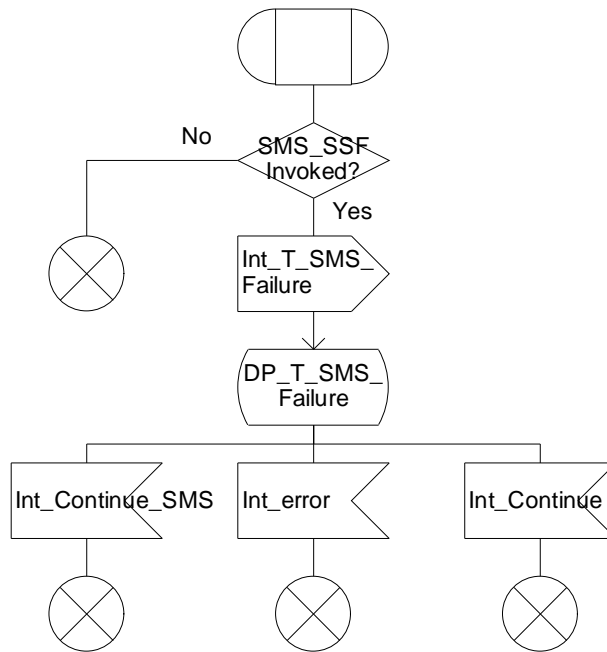 No
SMS_SSF
Invoked?
Yes
Int_T_SMS_
Failure
DP_T_SMS_
Failure
Int_Continue_SMS
Int_error
Int_Continue